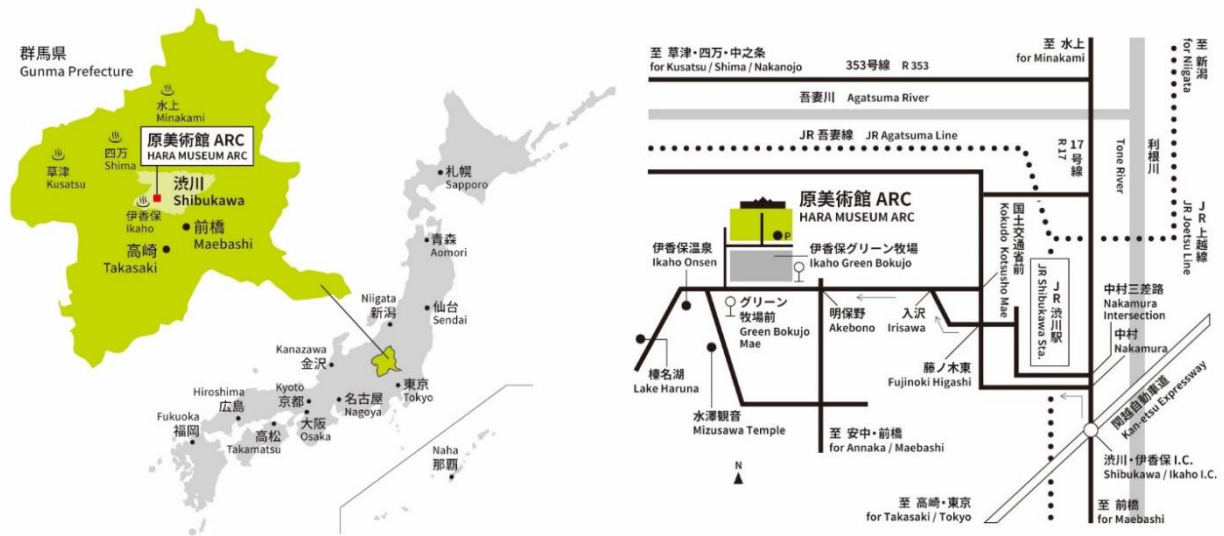 群馬県
Gunma Prefecture
水上
Minakami
原美術館 ARC
HARA MUSEUM ARC
四万
Shima
草津
Kusatsu
渋川
Shibukawa
伊香保
Ikaho
前橋
Maebashi
高崎
Takasaki
札幌
Sapporo
青森
Aomori
仙台
Sendai
Niigata
新潟
Kanazawa
金沢
東京
Tokyo
Kyoto
京都
名古屋
Nagoya
Hiroshima
広島
大阪
Osaka
Fukuoka
福岡
高松
Takamatsu
Naha
那覇
至 草津・四万・中之条
for Kusatsu / Shima / Nakanojo
353号線 R 353
至 水上
for Minakami
至 新潟
for Niigata
吾妻川 Agatsuma River
JR 吾妻線 JR Agatsuma Line
17号線
R 17
利根川
Tone River
JR上越線
JR Joetsu Line
原美術館 ARC
HARA MUSEUM ARC
P
伊香保温泉
Ikaho Onsen
伊香保グリーン牧場
Ikaho Green Bokujo
国土交通省前
Kokudo Kotsusho Mae
JR 渋川駅
JR Shibukawa Sta.
中村三差路
Nakamura
Intersection
グリーン
牧場前
Green Bokujo
Mae
明保野
Akebono
入沢
Irisawa
中村
Nakamura
藤ノ木東
Fujinoki Higashi
榛名湖
Lake Haruna
水澤観音
Mizusawa Temple
関越自動車道
Kan-etsu Expressway
至 安中・前橋
for Annaka / Maebashi
N
渋川・伊香保 I.C.
Shibukawa / Ikaho I.C.
至 高崎・東京
for Takasaki / Tokyo
至 前橋
for Maebashi